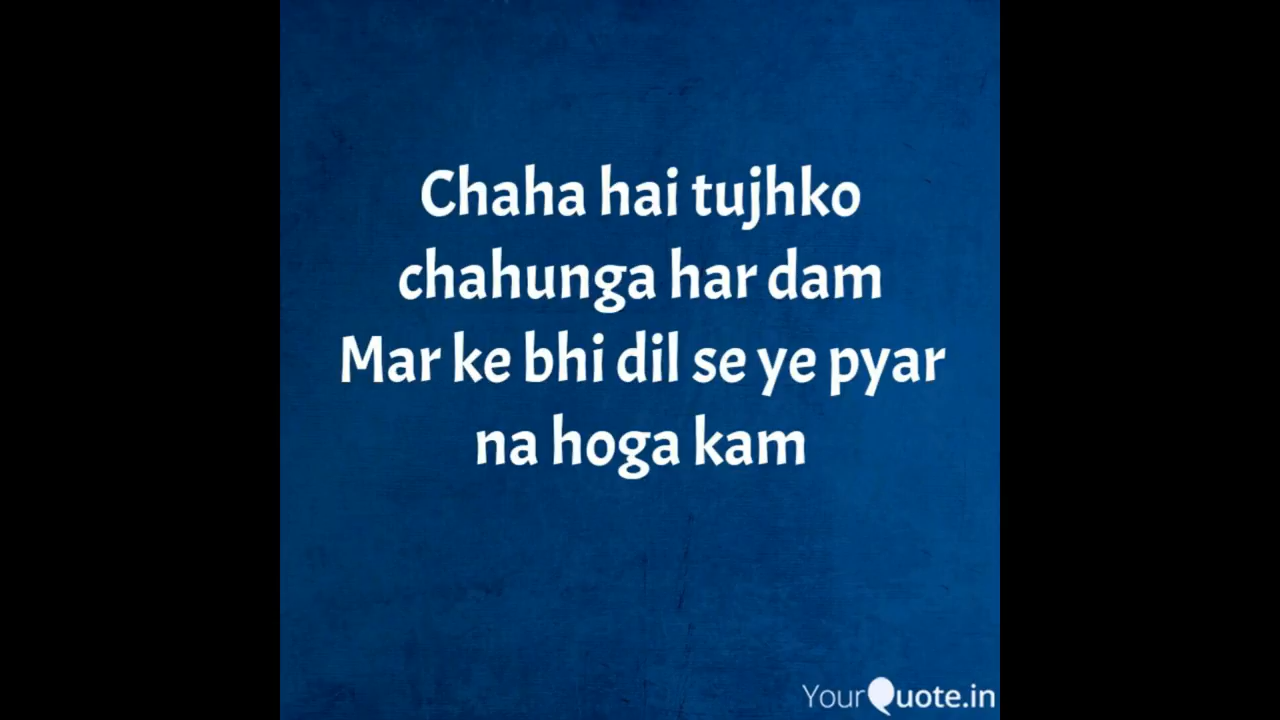 Chaha hai tujhko
chahunga har dam
Mar ke bhi dil se ye pyar
na hoga kam
YourQuote.in